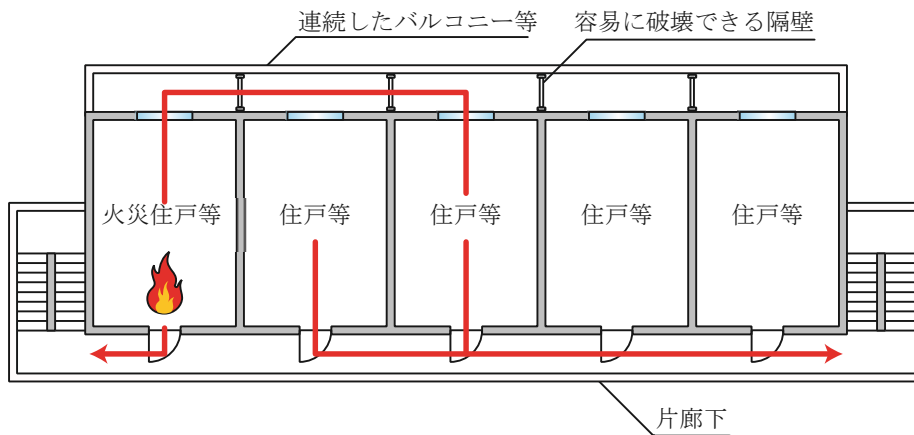 連続したバルコニー等
容易に破壊できる隔壁
火災住戸等
住戸等
住戸等
住戸等
住戸等
片廊下